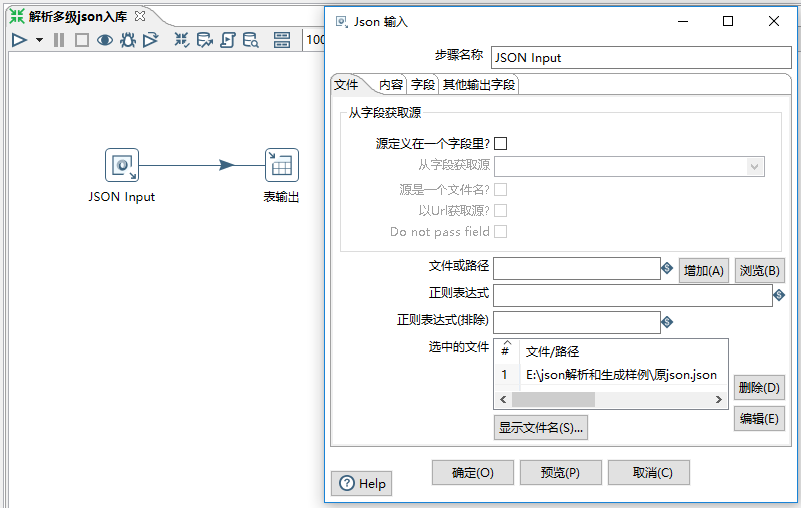 解析多级json入库
100
JSON Input
表输出
Json 输入
步骤名称
JSON Input
文件
内容
字段
其他输出字段
从字段获取源
源定义在一个字段里?
从字段获取源
源是一个文件名?
以Url获取源?
Do not pass field
文件或路径
增加(A)
浏览(B)
正则表达式
正则表达式(排除)
选中的文件
#
文件/路径
1
E:\json解析和生成样例\原json.json
删除(D)
编辑(E)
显示文件名(S)...
确定(O)
预览(P)
取消(C)
Help